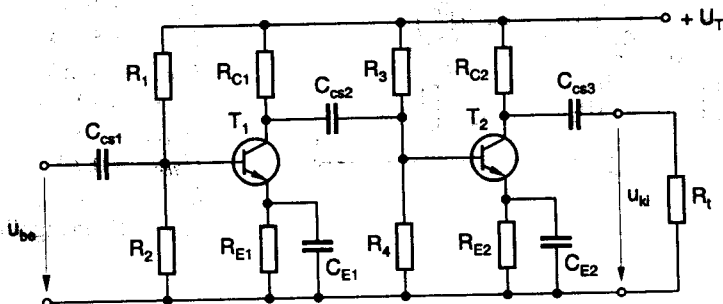 + U_T
R_1
R_C1
C_cs2
R_3
R_C2
C_cs3
C_cs1
T_1
T_2
u_be
R_2
R_E1
C_E1
R_4
R_E2
C_E2
u_ki
R_t